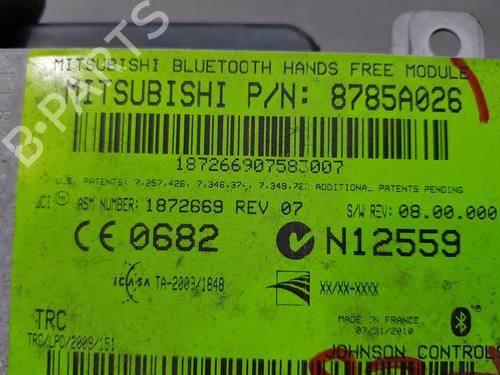 MITSUBISHI BLUETOOTH HANDS FREE MODULE
MITSUBISHI P/N: 8785A026
187266907583007
U.S. PATENTS: 7,257,426, 7,346,374, 7,349,722 ADDITIONAL PATENTS PENDING
JCI ASM NUMBER: 1872669 REV 07 S/W REV: 08.00.000
CE 0682 N12559
ICASA TA-2009/1848 XX/XX-XXXX
TRC
TRC/LPD/2009/151
MADE IN FRANCE
07/31/2010
JOHNSON CONTROLS
B-PARTS